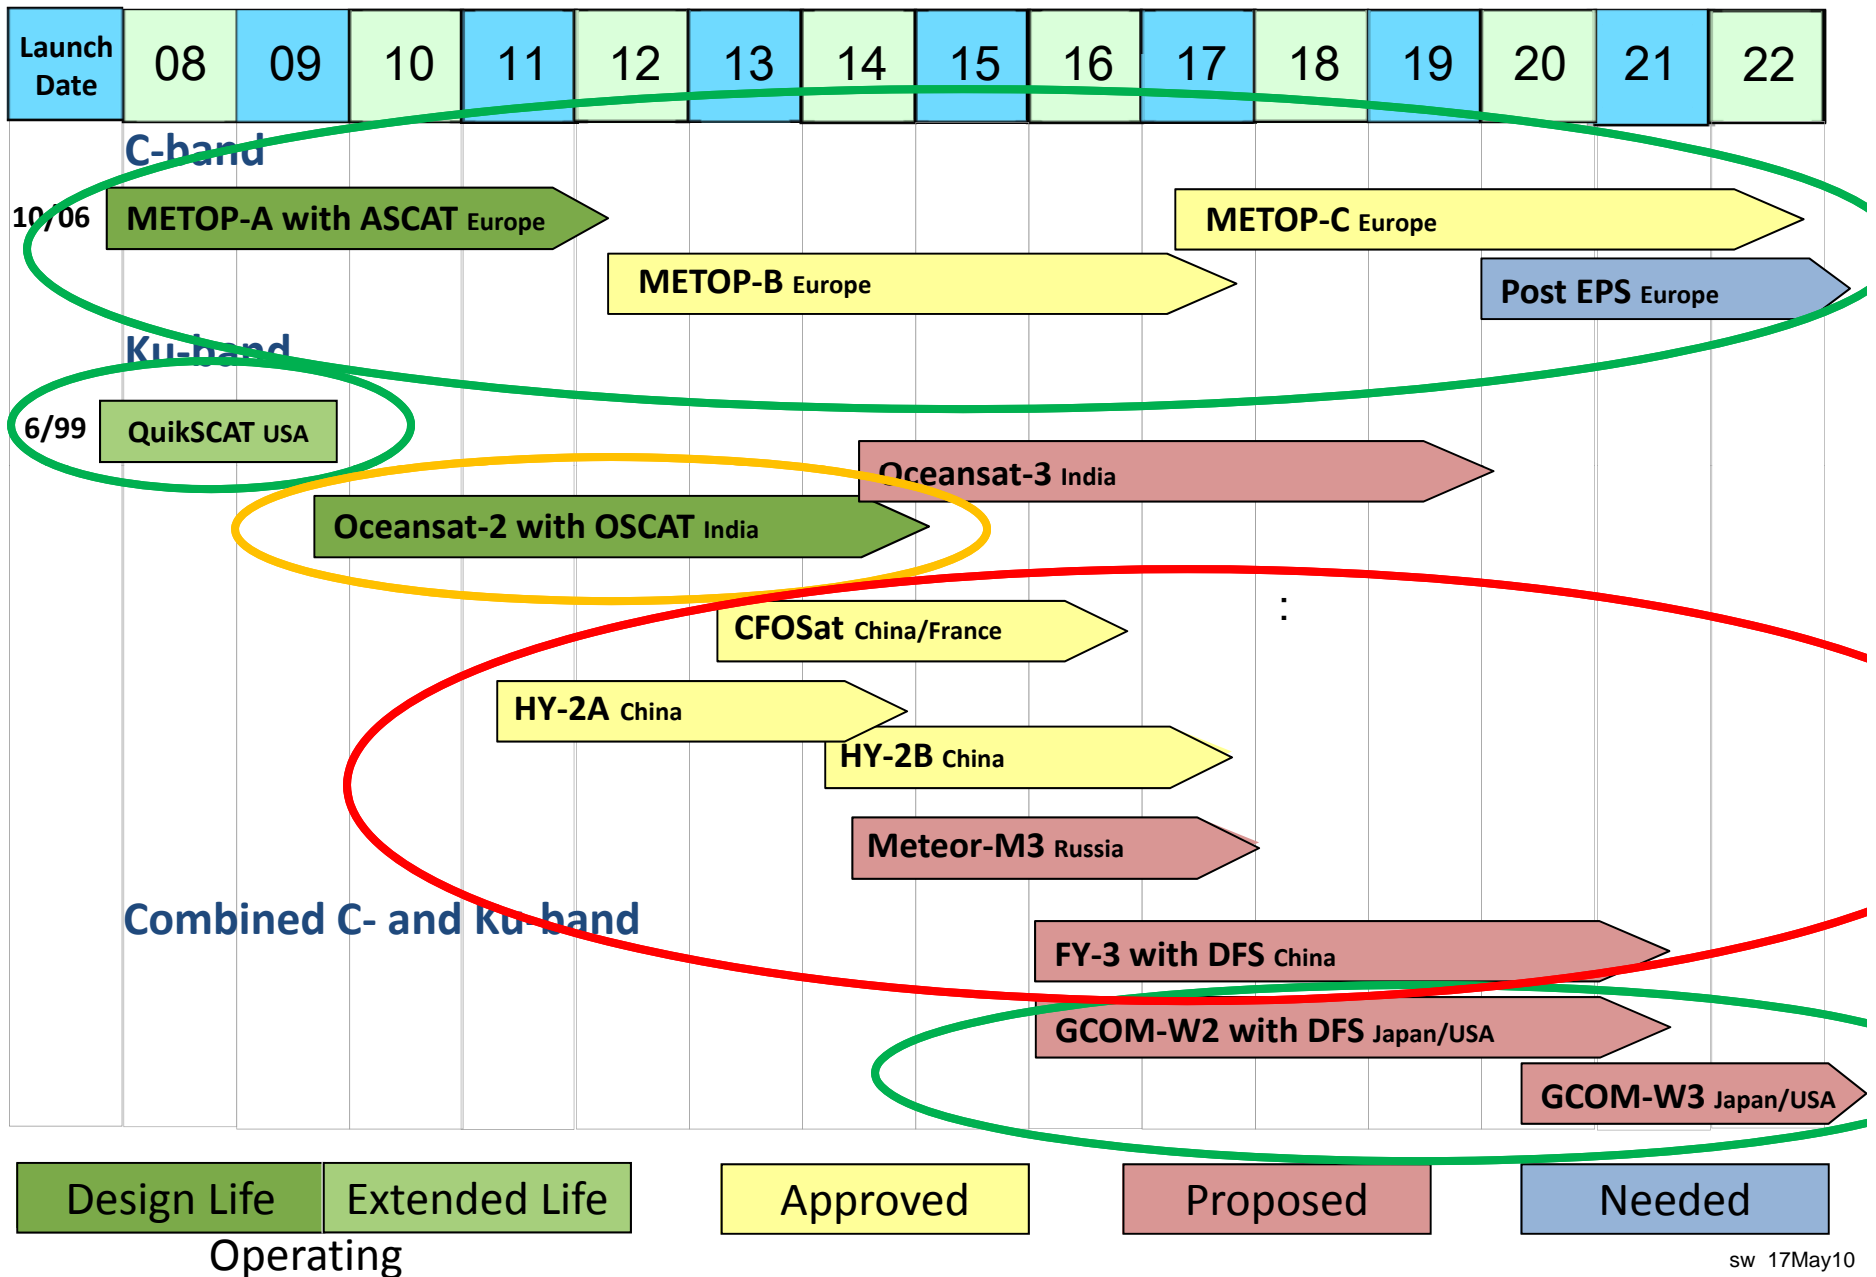 Launch Date 08 09 10 11 12 13 14 15 16 17 18 19 20 21 22
C-band
10/06 METOP-A with ASCAT Europe METOP-C Europe
METOP-B Europe Post EPS Europe
Ku-band
6/99 QuikSCAT USA
Oceansat-3 India
Oceansat-2 with OSCAT India
CFOSat China/France :
HY-2A China
HY-2B China
Meteor-M3 Russia
Combined C- and Ku-band
FY-3 with DFS China
GCOM-W2 with DFS Japan/USA
GCOM-W3 Japan/USA
Design Life Extended Life Approved Proposed Needed
Operating
sw 17May10